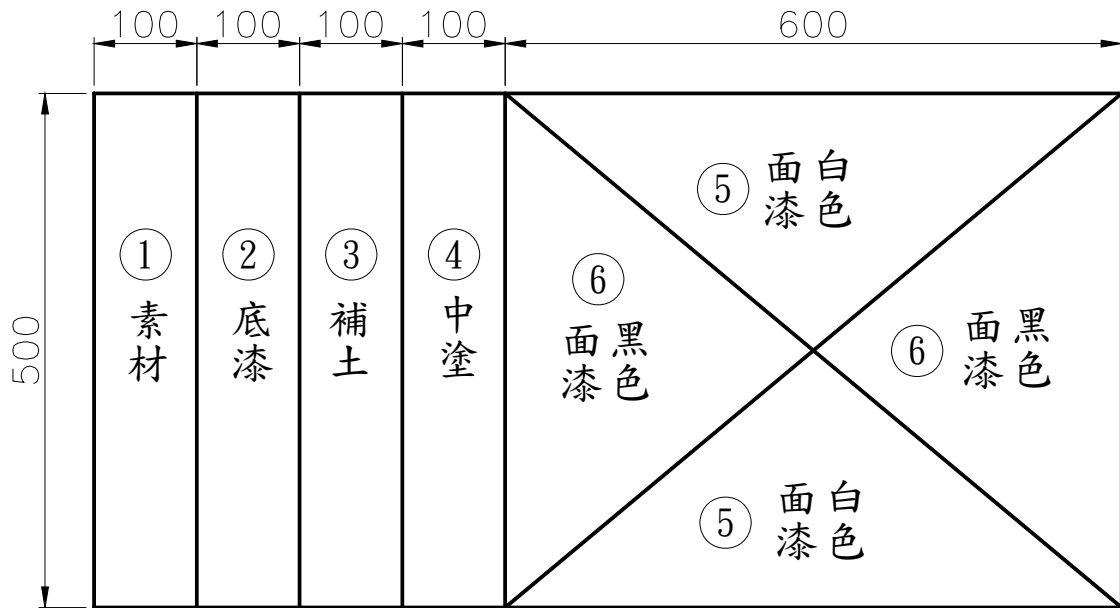 100 100 100 100 600
500
① 素材
② 底漆
③ 補土
④ 中塗
⑤ 白色面漆
⑥ 黑色面漆
⑥ 黑色面漆
⑤ 白色面漆